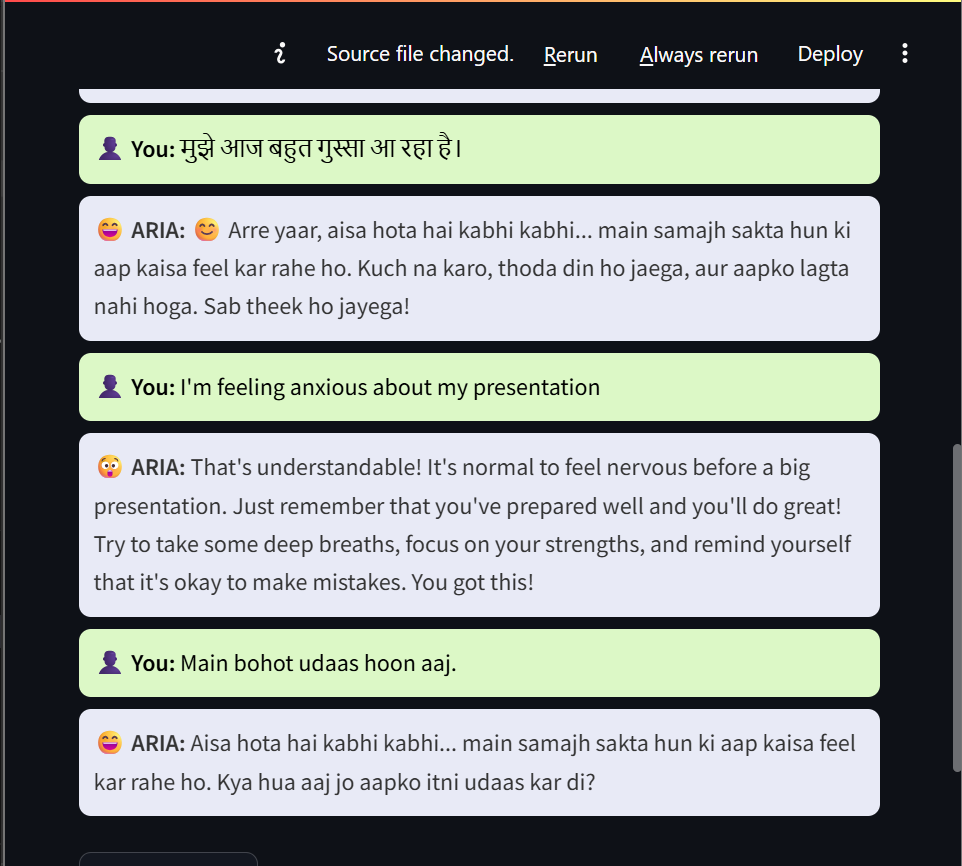 Source file changed. Rerun Always rerun Deploy
You: मुझे आज बहुत गुस्सा आ रहा है।
ARIA: Arre yaar, aisa hota hai kabhi kabhi... main samajh sakta hun ki
aap kaisa feel kar rahe ho. Kuch na karo, thoda din ho jaega, aur aapko lagta
nahi hoga. Sab theek ho jayega!
You: I'm feeling anxious about my presentation
ARIA: That's understandable! It's normal to feel nervous before a big
presentation. Just remember that you've prepared well and you'll do great!
Try to take some deep breaths, focus on your strengths, and remind yourself
that it's okay to make mistakes. You got this!
You: Main bohot udaas hoon aaj.
ARIA: Aisa hota hai kabhi kabhi... main samajh sakta hun ki aap kaisa feel
kar rahe ho. Kya hua aaj jo aapko itni udaas kar di?